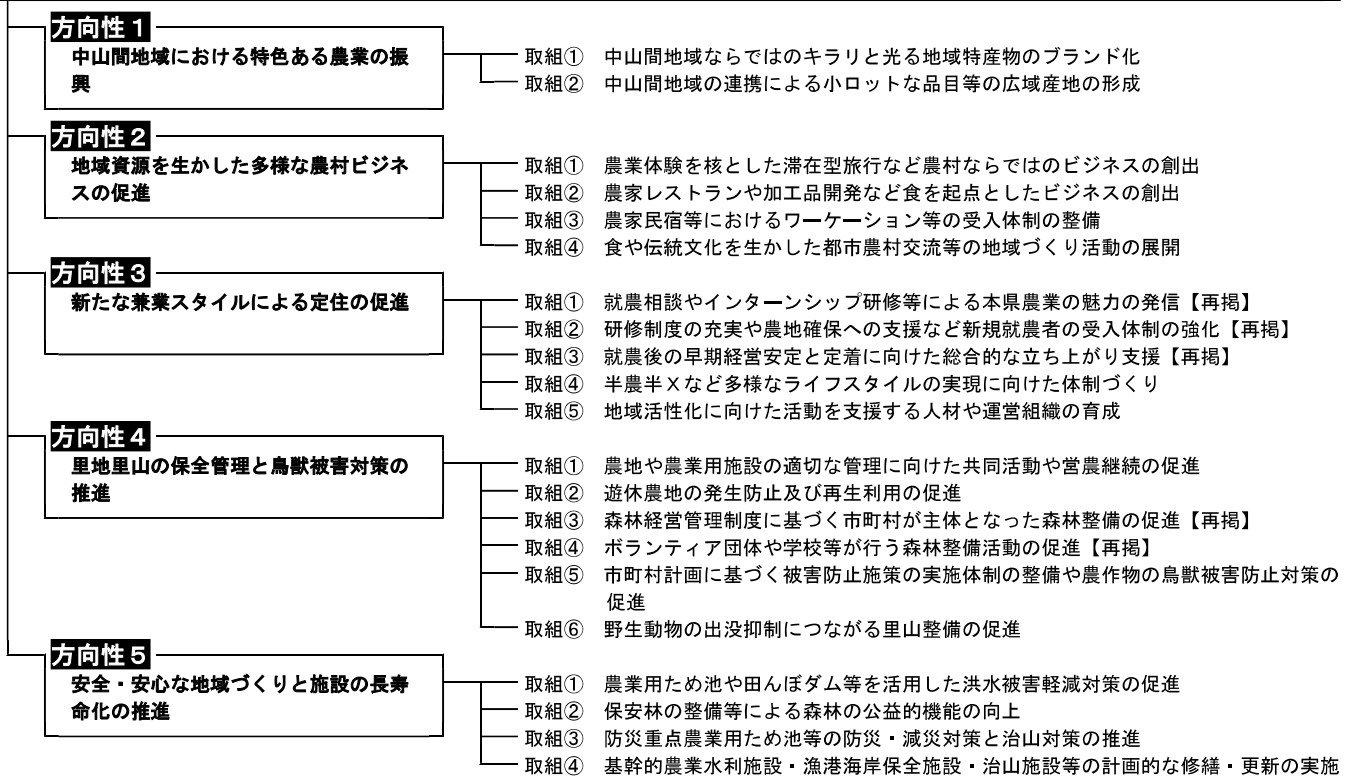 方向性１
中山間地域における特色ある農業の振
興
取組① 中山間地域ならではのキラリと光る地域特産物のブランド化
取組② 中山間地域の連携による小ロットな品目等の広域産地の形成
方向性２
地域資源を生かした多様な農村ビジネ
スの促進
取組① 農業体験を核とした滞在型旅行など農村ならではのビジネスの創出
取組② 農家レストランや加工品開発など食を起点としたビジネスの創出
取組③ 農家民宿等におけるワーケーション等の受入体制の整備
取組④ 食や伝統文化を生かした都市農村交流等の地域づくり活動の展開
方向性３
新たな兼業スタイルによる定住の促進
取組① 就農相談やインターンシップ研修等による本県農業の魅力の発信【再掲】
取組② 研修制度の充実や農地確保への支援など新規就農者の受入体制の強化【再掲】
取組③ 就農後の早期経営安定と定着に向けた総合的な立ち上がり支援【再掲】
取組④ 半農半Ｘなど多様なライフスタイルの実現に向けた体制づくり
取組⑤ 地域活性化に向けた活動を支援する人材や運営組織の育成
方向性４
里地里山の保全管理と鳥獣被害対策の
推進
取組① 農地や農業用施設の適切な管理に向けた共同活動や営農継続の促進
取組② 遊休農地の発生防止及び再生利用の促進
取組③ 森林経営管理制度に基づく市町村が主体となった森林整備の促進【再掲】
取組④ ボランティア団体や学校等が行う森林整備活動の促進【再掲】
取組⑤ 市町村計画に基づく被害防止施策の実施体制の整備や農作物の鳥獣被害防止対策の
促進
取組⑥ 野生動物の出没抑制につながる里山整備の促進
方向性５
安全・安心な地域づくりと施設の長寿
命化の推進
取組① 農業用ため池や田んぼダム等を活用した洪水被害軽減対策の促進
取組② 保安林の整備等による森林の公益的機能の向上
取組③ 防災重点農業用ため池等の防災・減災対策と治山対策の推進
取組④ 基幹的農業水利施設・漁港海岸保全施設・治山施設等の計画的な修繕・更新の実施